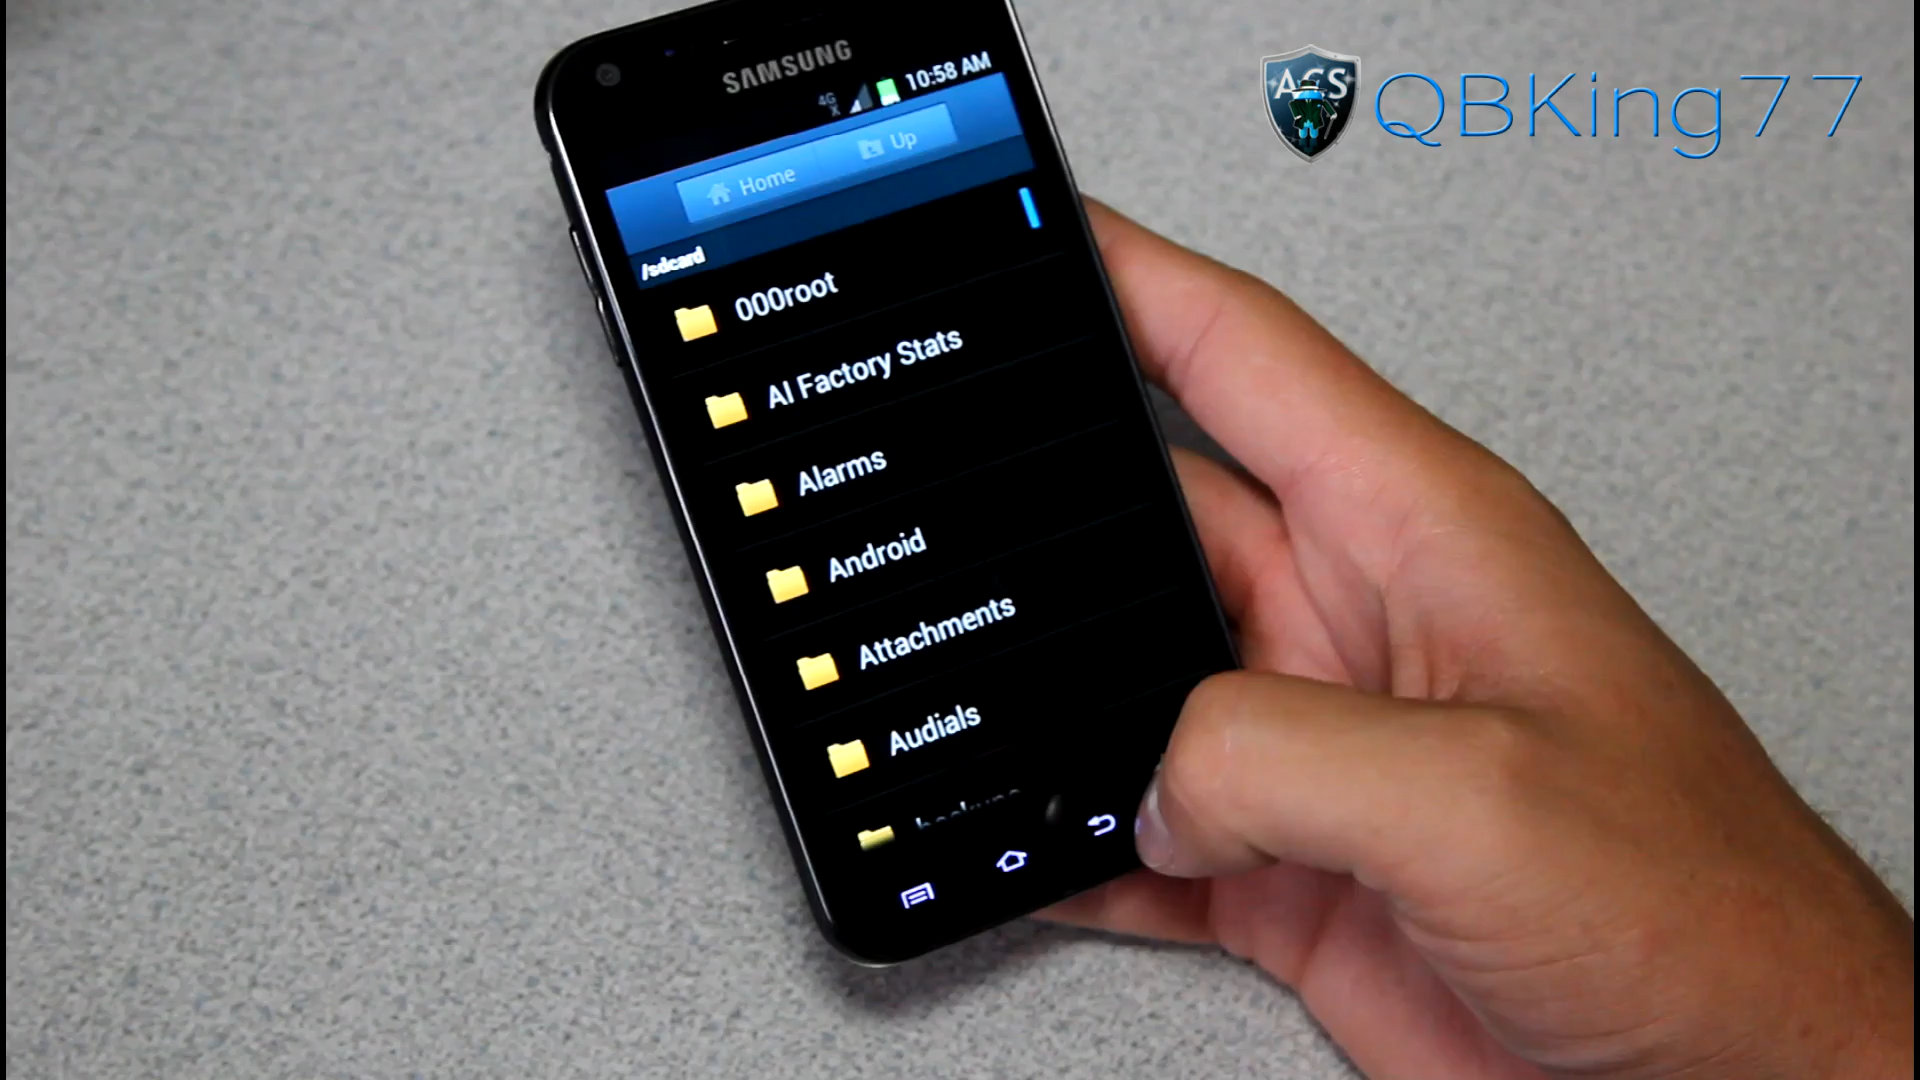 SAMSUNG
4G
10:58 AM
Home
Up
/sdcard
000root
AI Factory Stats
Alarms
Android
Attachments
Audials
ACS
QBKing77